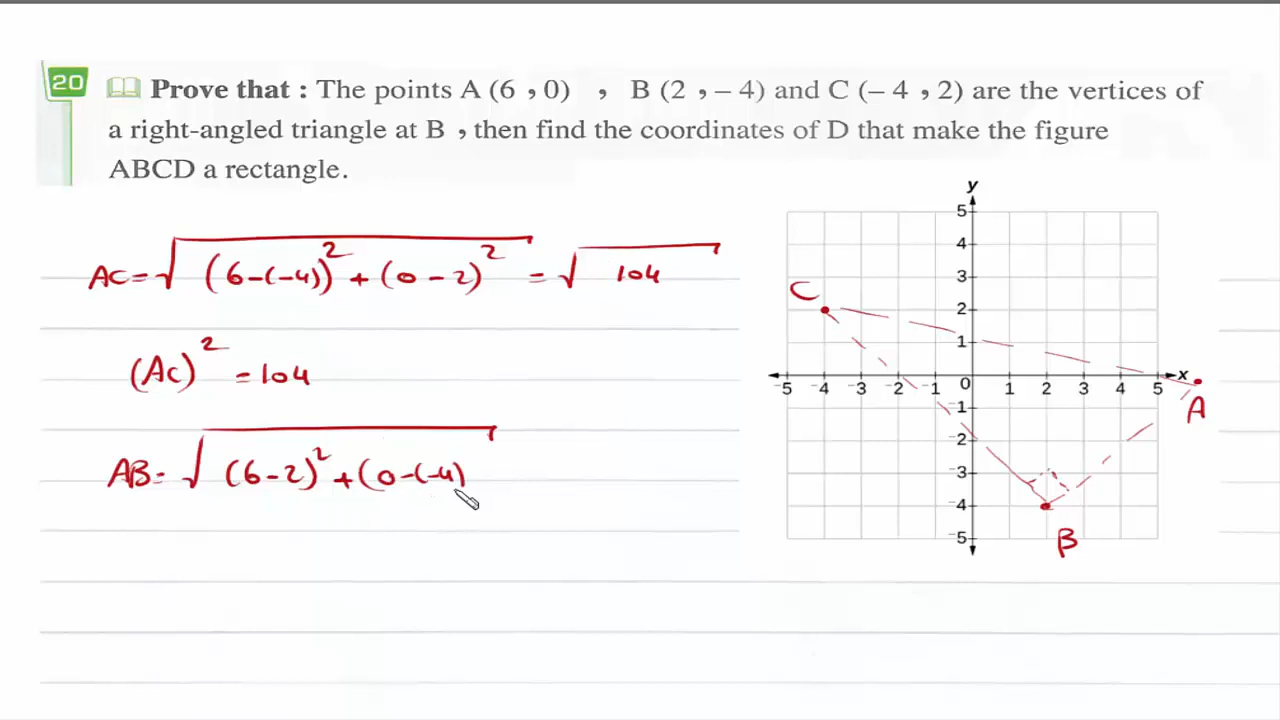 20 Prove that : The points A (6 , 0) , B (2 , – 4) and C (– 4 , 2) are the vertices of
a right-angled triangle at B , then find the coordinates of D that make the figure
ABCD a rectangle.
AC = √(6-(-4))² + (0-2)² = √104
(AC)² = 104
AB = √(6-2)² + (0-(-4)
y
5
4
3
2
1
C
x
-5 -4 -3 -2 -1 0 1 2 3 4 5
A
-1
-2
-3
-4
-5
B